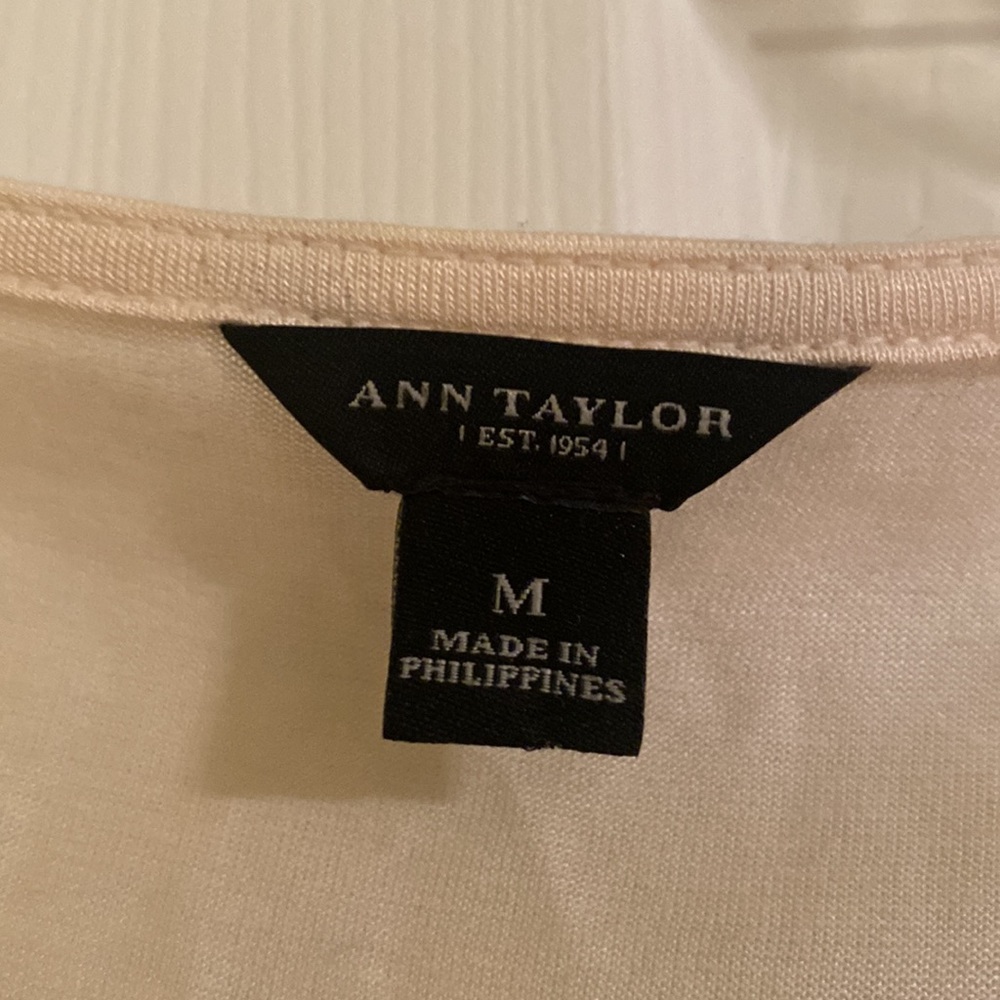 ANN TAYLOR
| EST. 1954 |
M
MADE IN
PHILIPPINES